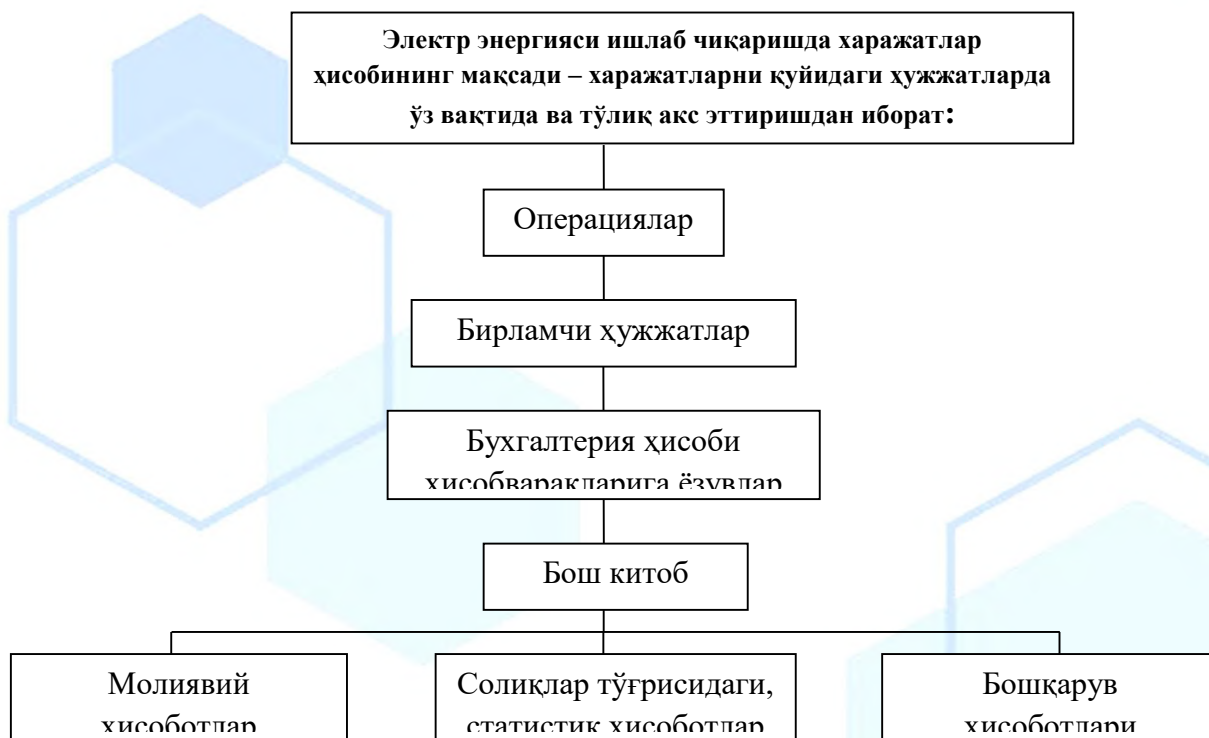 Электр энергияси ишлаб чиқаришда харажатлар
ҳисобининг мақсади – харажатларни қуйидаги ҳужжатларда
ўз вақтида ва тўлиқ акс эттиришдан иборат:
Операциялар
Бирламчи ҳужжатлар
Бухгалтерия ҳисоби
ҳисобварақларига ёзувлар
Бош китоб
Молиявий
ҳисоботлар
Солиқлар тўғрисидаги,
статистик ҳисоботлар
Бошқарув
ҳисоботлари